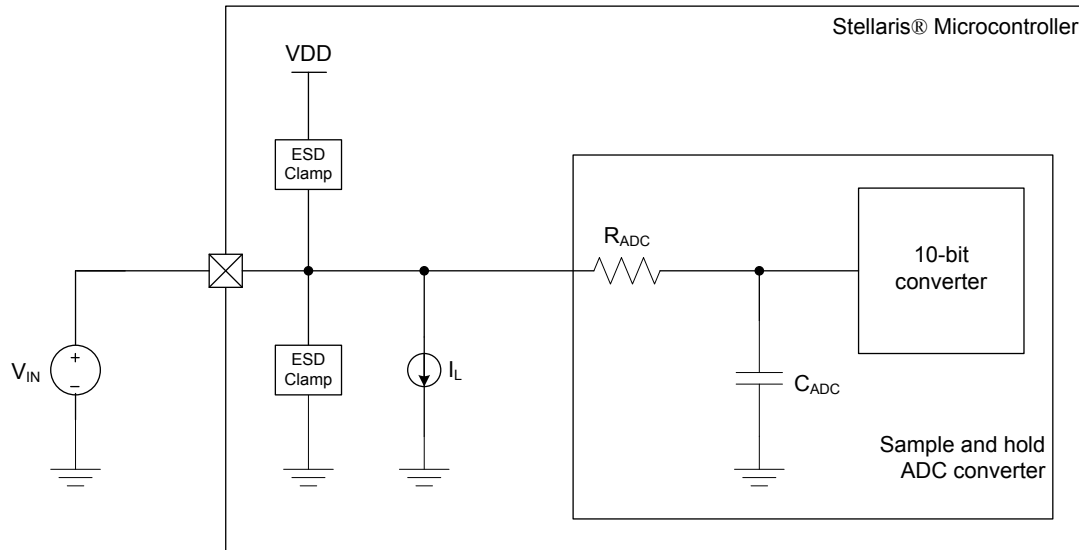 Stellaris® Microcontroller
VDD
ESD
Clamp
R_ADC
10-bit
converter
V_IN
+
–
ESD
Clamp
I_L
C_ADC
Sample and hold
ADC converter